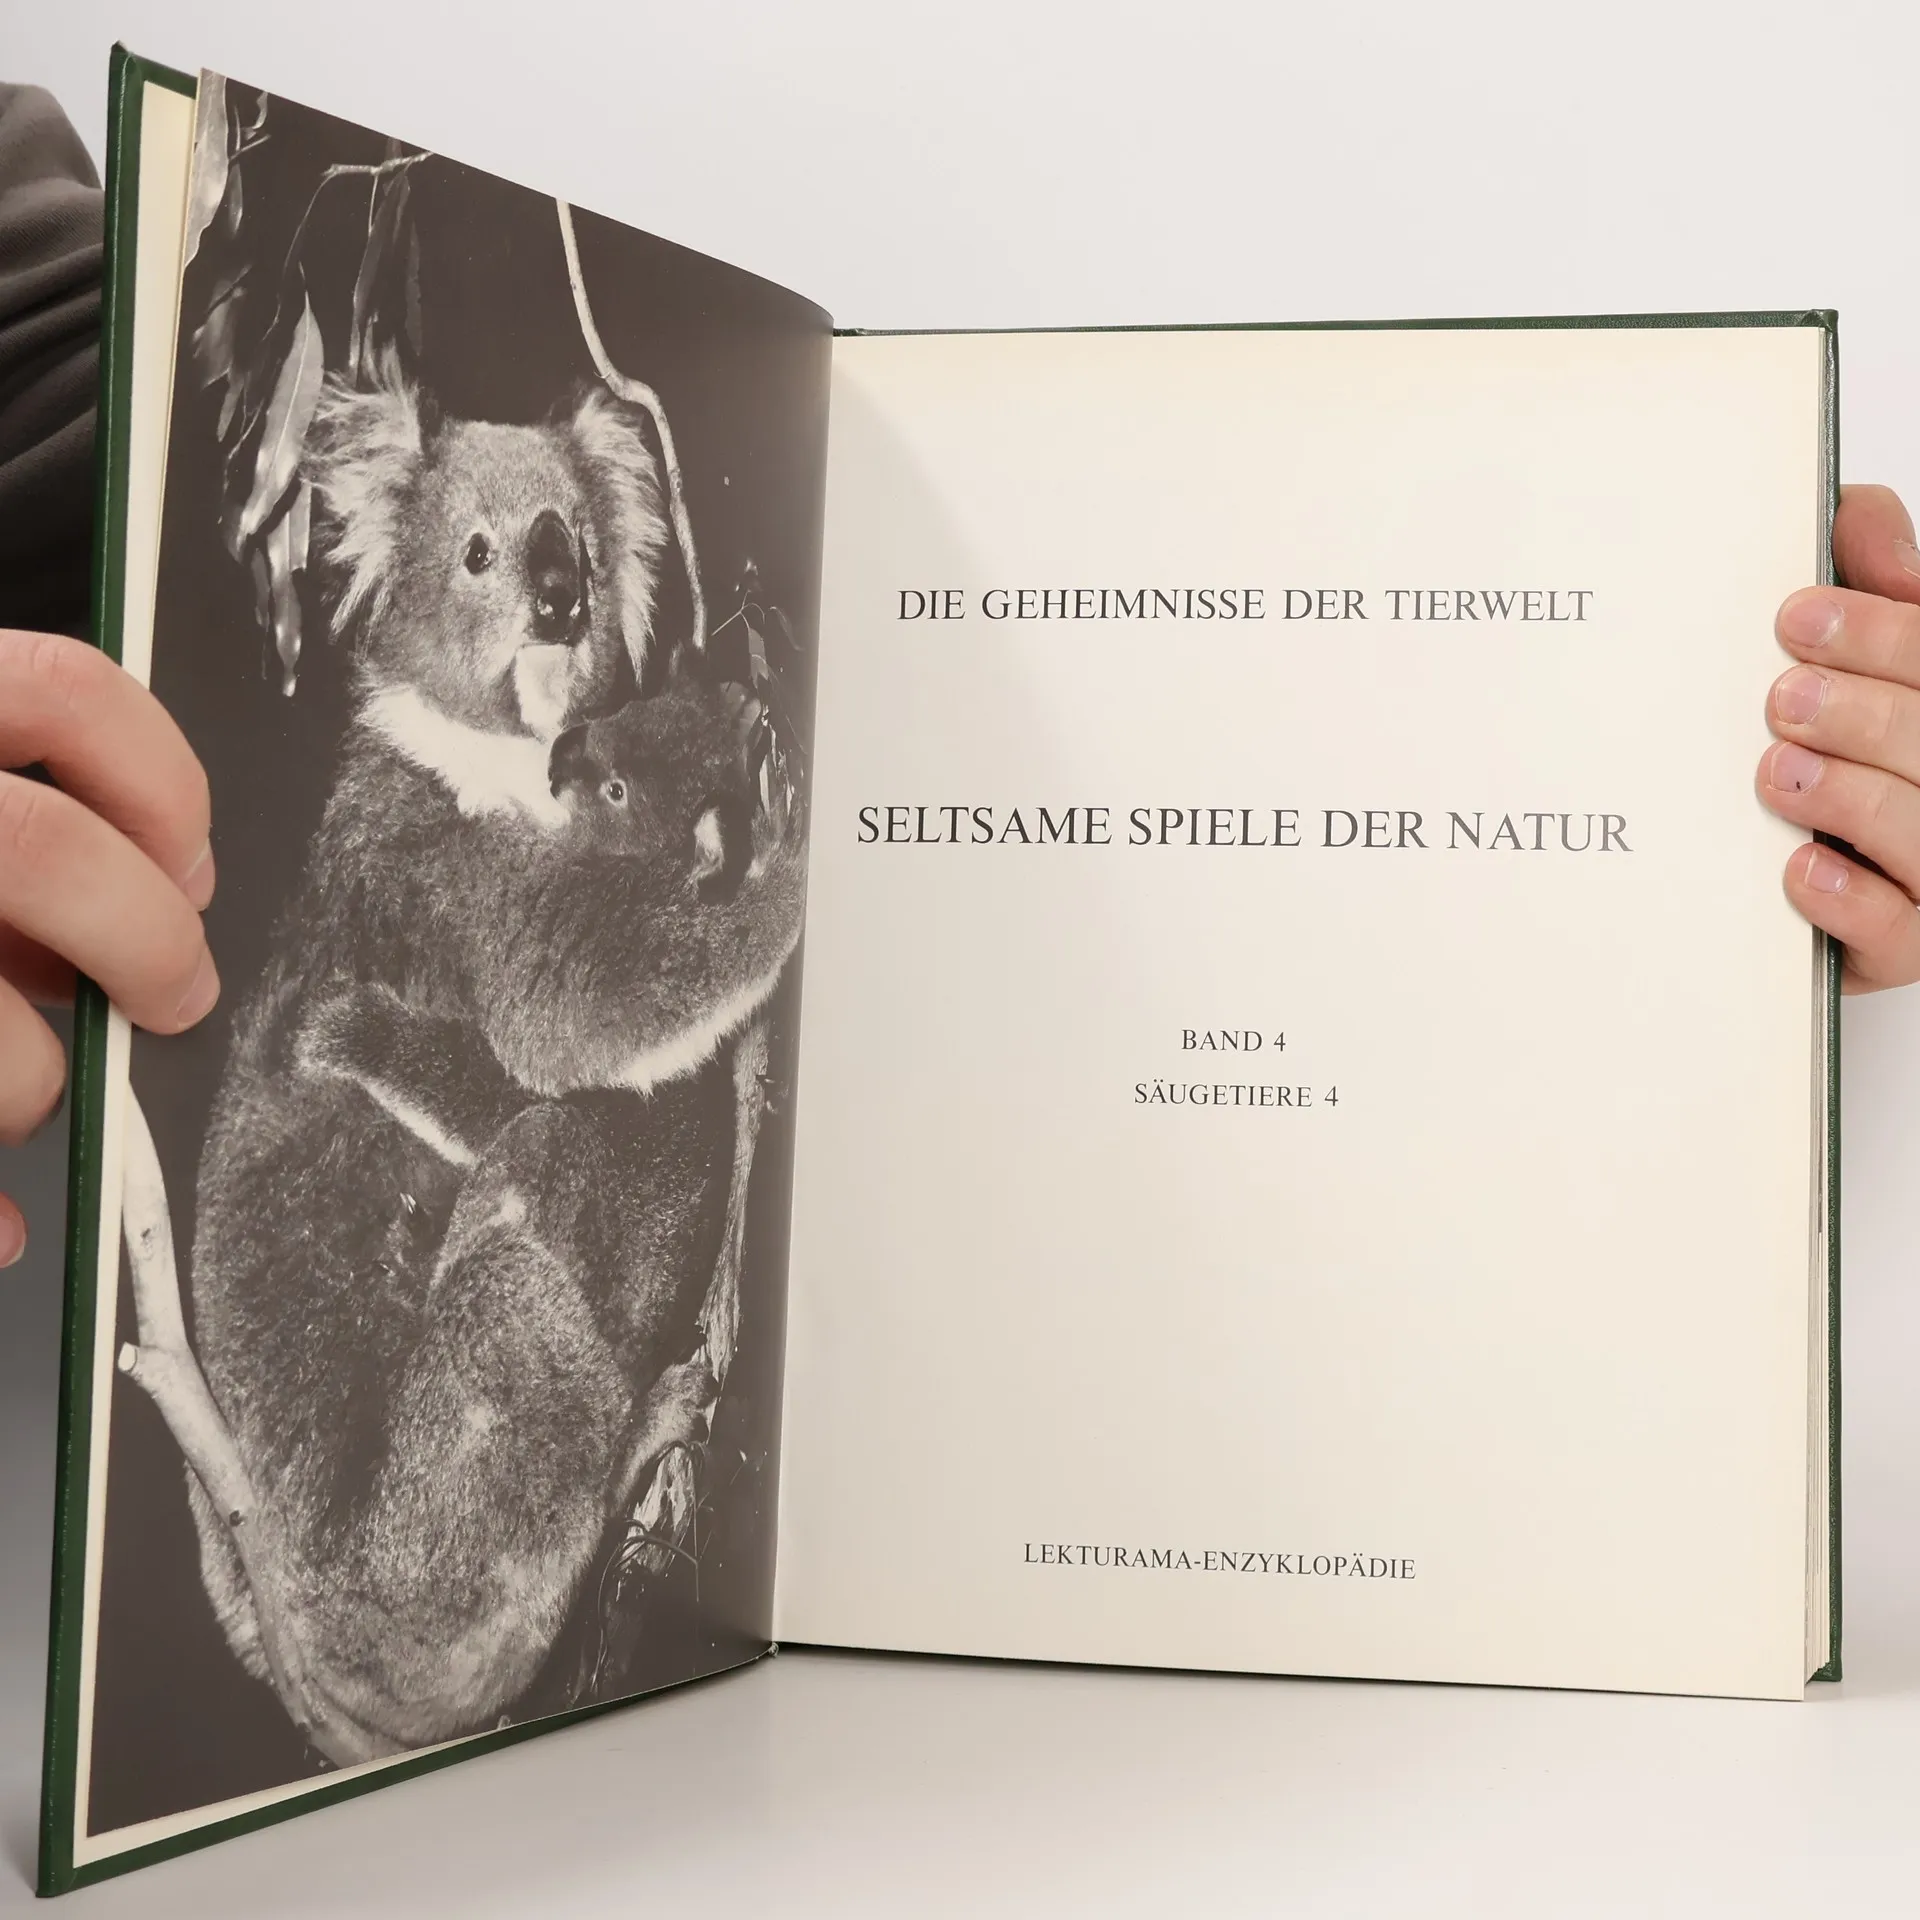 DIE GEHEIMNISSE DER TIERWELT
SELTSAME SPIELE DER NATUR
BAND 4
SÄUGETIERE 4
LEKTURAMA-ENZYKLOPÄDIE